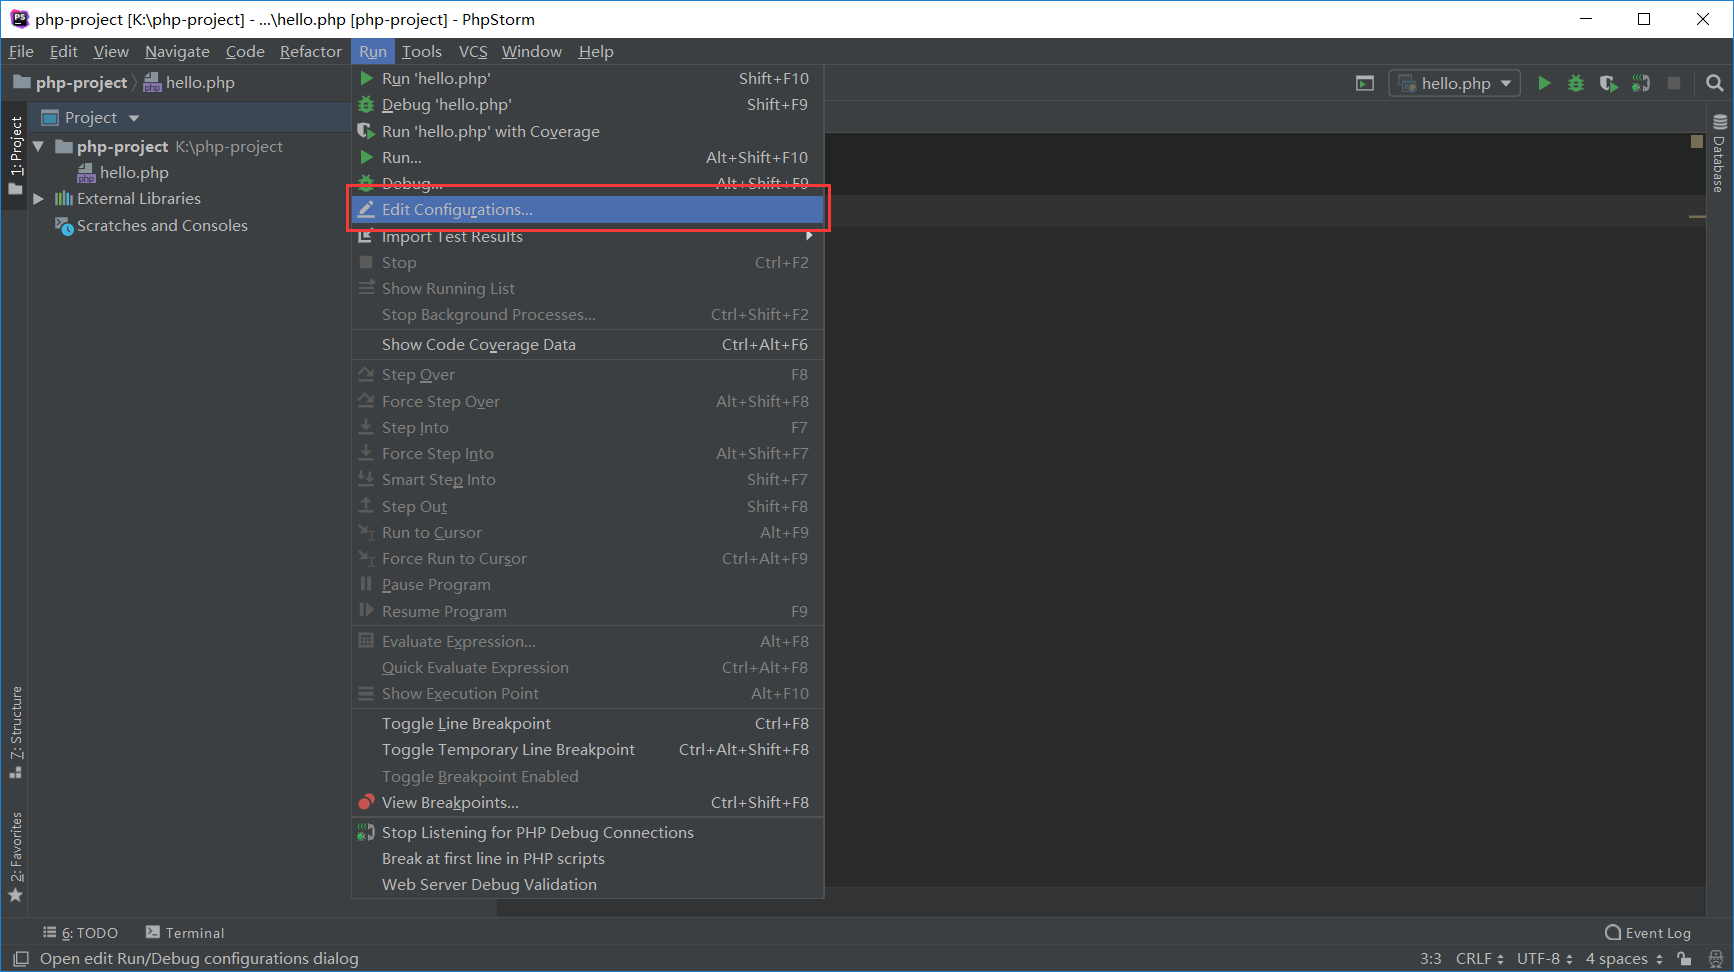 php-project [K:\php-project] - ...\hello.php [php-project] - PhpStorm
File Edit View Navigate Code Refactor Run Tools VCS Window Help
php-project hello.php
hello.php
1: Project
Project
php-project K:\php-project
hello.php
External Libraries
Scratches and Consoles
Run 'hello.php' Shift+F10
Debug 'hello.php' Shift+F9
Run 'hello.php' with Coverage
Run... Alt+Shift+F10
Debug... Alt+Shift+F9
Edit Configurations...
Import Test Results
Stop Ctrl+F2
Show Running List
Stop Background Processes... Ctrl+Shift+F2
Show Code Coverage Data Ctrl+Alt+F6
Step Over F8
Force Step Over Alt+Shift+F8
Step Into F7
Force Step Into Alt+Shift+F7
Smart Step Into Shift+F7
Step Out Shift+F8
Run to Cursor Alt+F9
Force Run to Cursor Ctrl+Alt+F9
Pause Program
Resume Program F9
Evaluate Expression... Alt+F8
Quick Evaluate Expression Ctrl+Alt+F8
Show Execution Point Alt+F10
Toggle Line Breakpoint Ctrl+F8
Toggle Temporary Line Breakpoint Ctrl+Alt+Shift+F8
Toggle Breakpoint Enabled
View Breakpoints... Ctrl+Shift+F8
Stop Listening for PHP Debug Connections
Break at first line in PHP scripts
Web Server Debug Validation
Database
7: Structure
2: Favorites
6: TODO Terminal
Event Log
Open edit Run/Debug configurations dialog
3:3 CRLF UTF-8 4 spaces